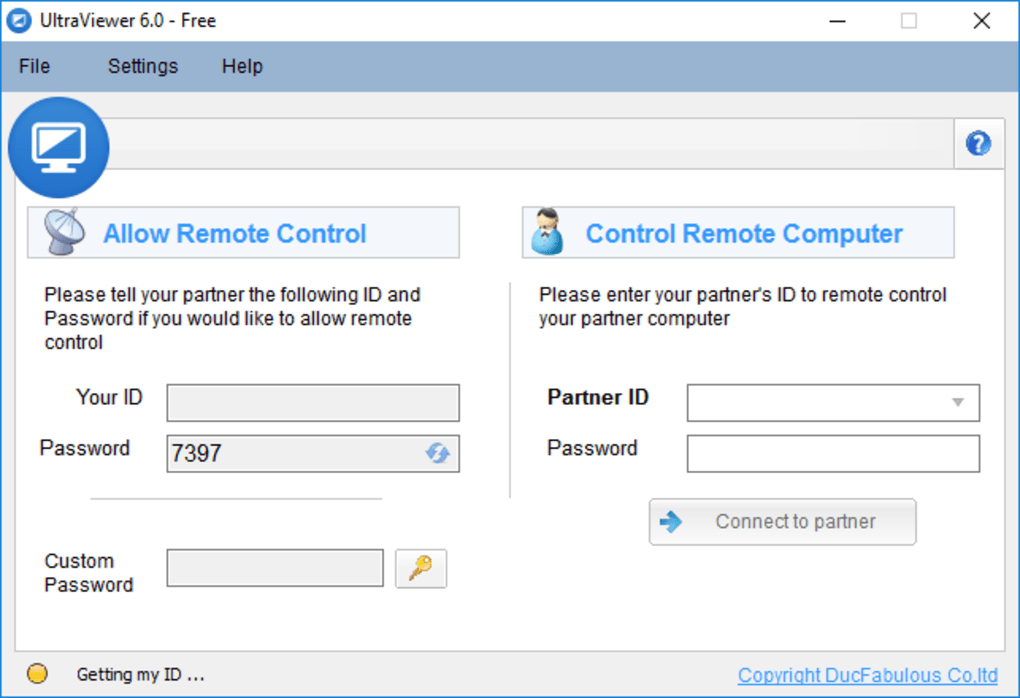 UltraViewer 6.0 - Free
File Settings Help
Allow Remote Control
Please tell your partner the following ID and
Password if you would like to allow remote
control
Your ID
Password 7397
Custom
Password
Control Remote Computer
Please enter your partner's ID to remote control
your partner computer
Partner ID
Password
Connect to partner
Getting my ID ...
Copyright DucFabulous Co,ltd